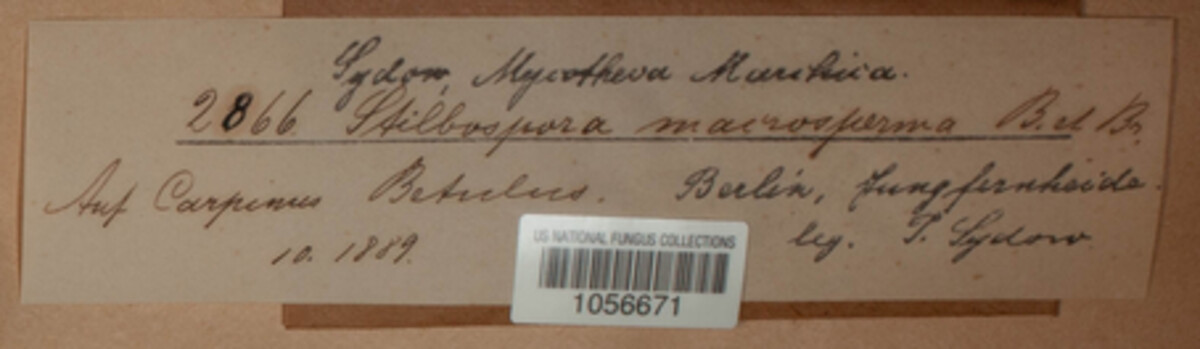 Sydow, Mycotheca Marchica.
2866 Stilbospora macrosperma B. et Br.
Auf Carpinus Betulus. Berlin, Jungfernheide.
10. 1889. leg. P. Sydow
US NATIONAL FUNGUS COLLECTIONS
1056671